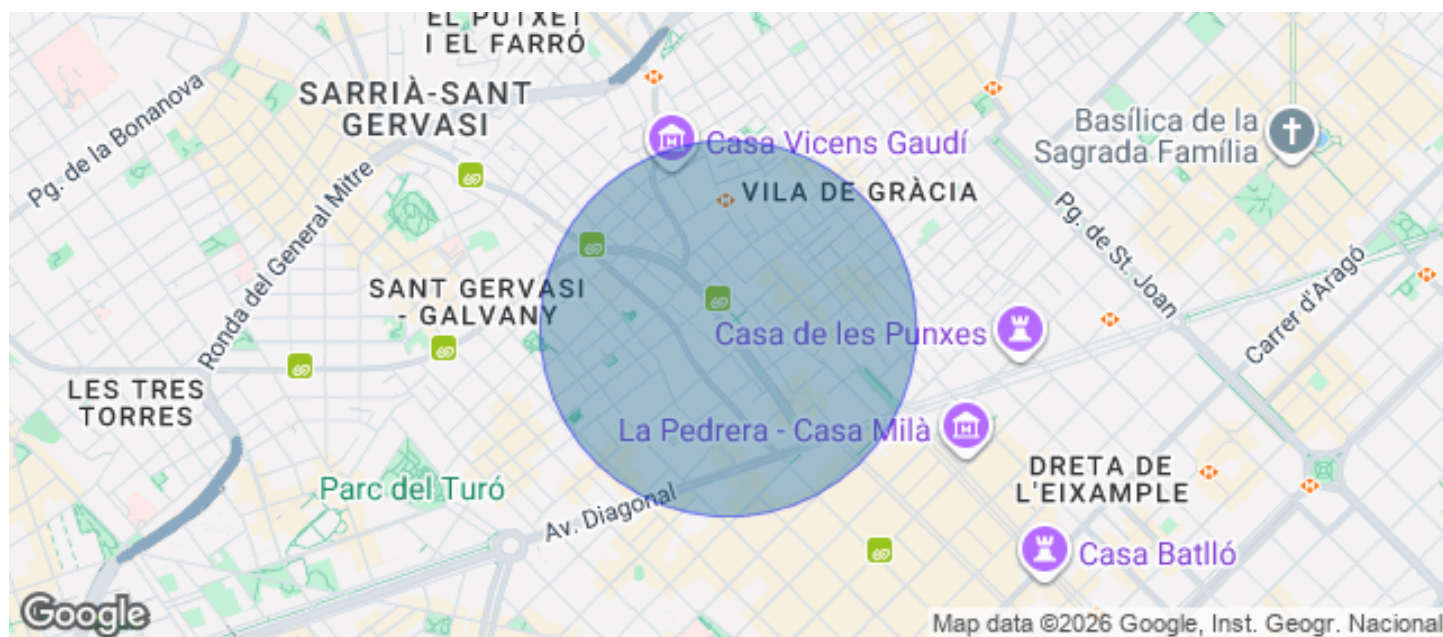 EL PUTXET
I EL FARRÓ
SARRIÀ-SANT
GERVASI
Pg. de la Bonanova
Casa Vicens Gaudí
Basílica de la
Sagrada Família
VILA DE GRÀCIA
Ronda del General Mitre
Pg. de St. Joan
Carrer d'Aragó
SANT GERVASI
- GALVANY
Casa de les Punxes
LES TRES
TORRES
La Pedrera - Casa Milà
DRETA DE
L'EIXAMPLE
Parc del Turó
Av. Diagonal
Casa Batlló
Google
Map data ©2026 Google, Inst. Geogr. Nacional